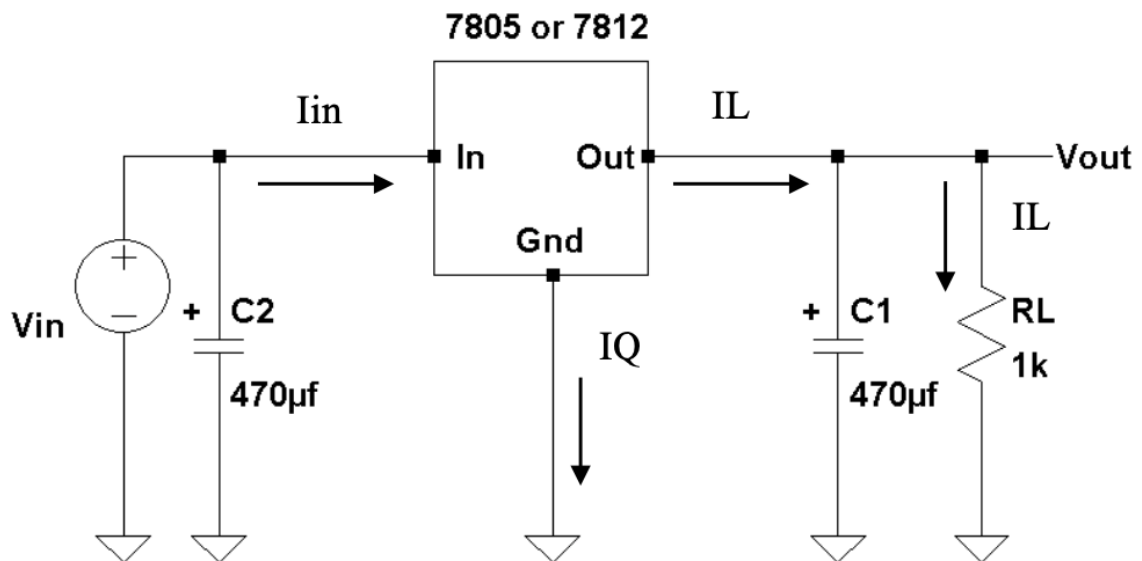 7805 or 7812
Iin
IL
In
Out
Vout
Gnd
IL
+
Vin
+
C2
470µf
IQ
+
C1
470µf
RL
1k